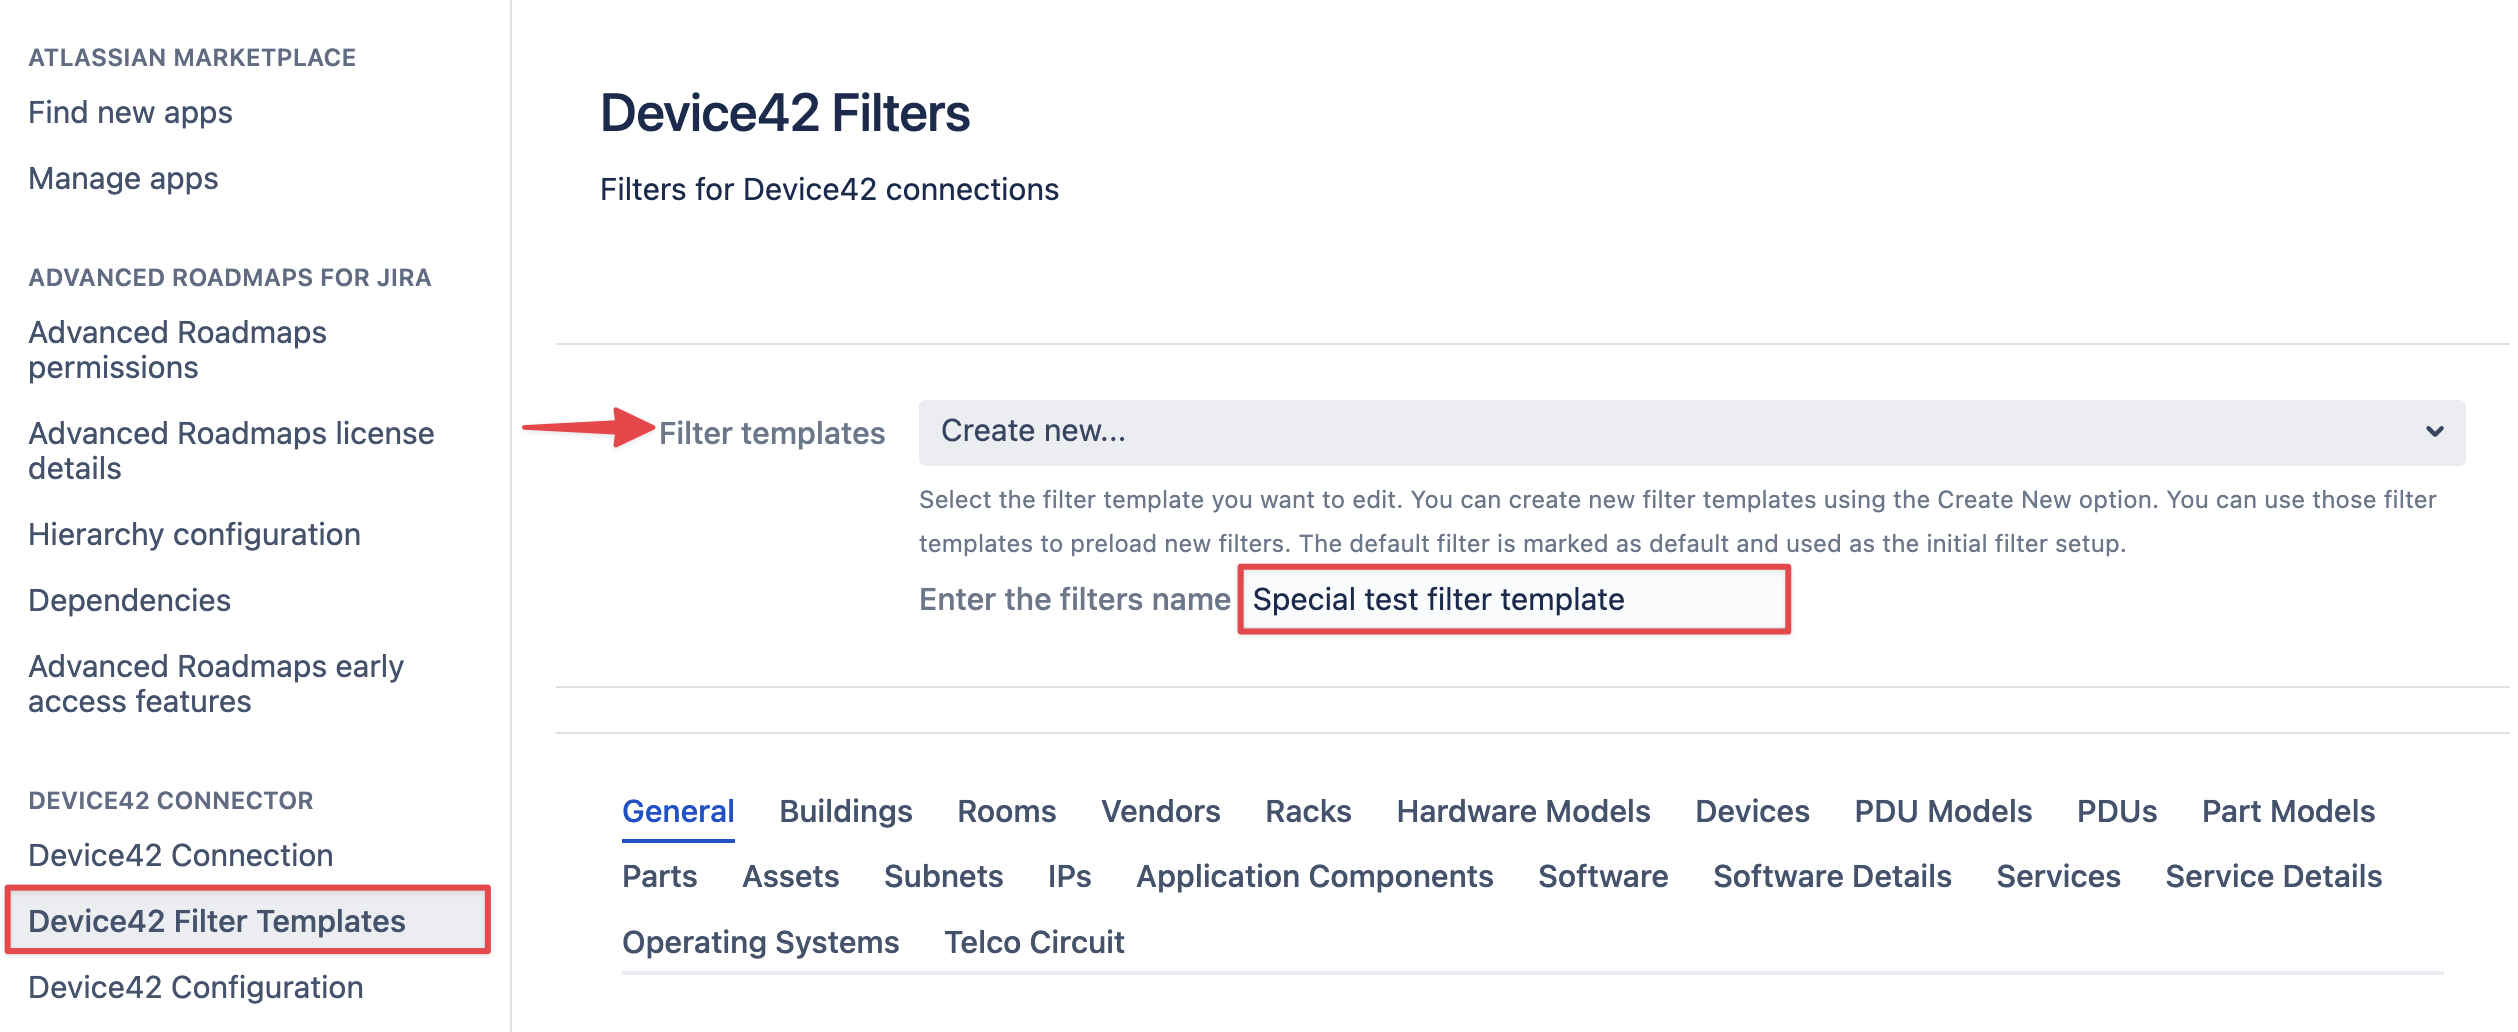 ATLASSIAN MARKETPLACE
Find new apps
Manage apps
ADVANCED ROADMAPS FOR JIRA
Advanced Roadmaps
permissions
Advanced Roadmaps license
details
Hierarchy configuration
Dependencies
Advanced Roadmaps early
access features
DEVICE42 CONNECTOR
Device42 Connection
Device42 Filter Templates
Device42 Configuration
Device42 Filters
Filters for Device42 connections
Filter templates
Create new...
Select the filter template you want to edit. You can create new filter templates using the Create New option. You can use those filter
templates to preload new filters. The default filter is marked as default and used as the initial filter setup.
Enter the filters name Special test filter template
General Buildings Rooms Vendors Racks Hardware Models Devices PDU Models PDUs Part Models
Parts Assets Subnets IPs Application Components Software Software Details Services Service Details
Operating Systems Telco Circuit